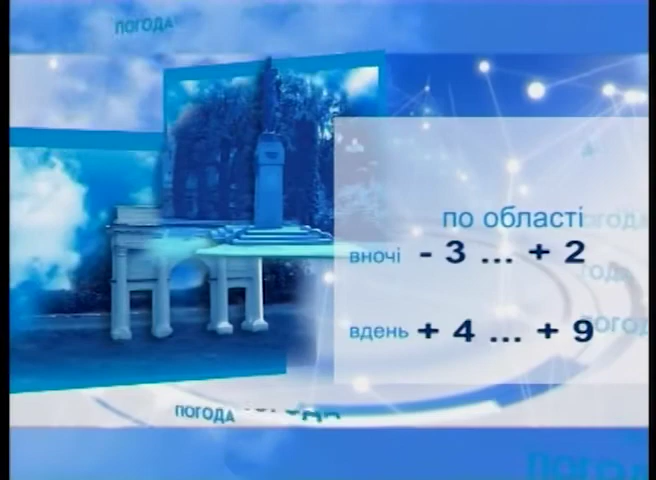 ПОГОДА
по області
вночі - 3 ... + 2
вдень + 4 ... + 9
ПОГОДА